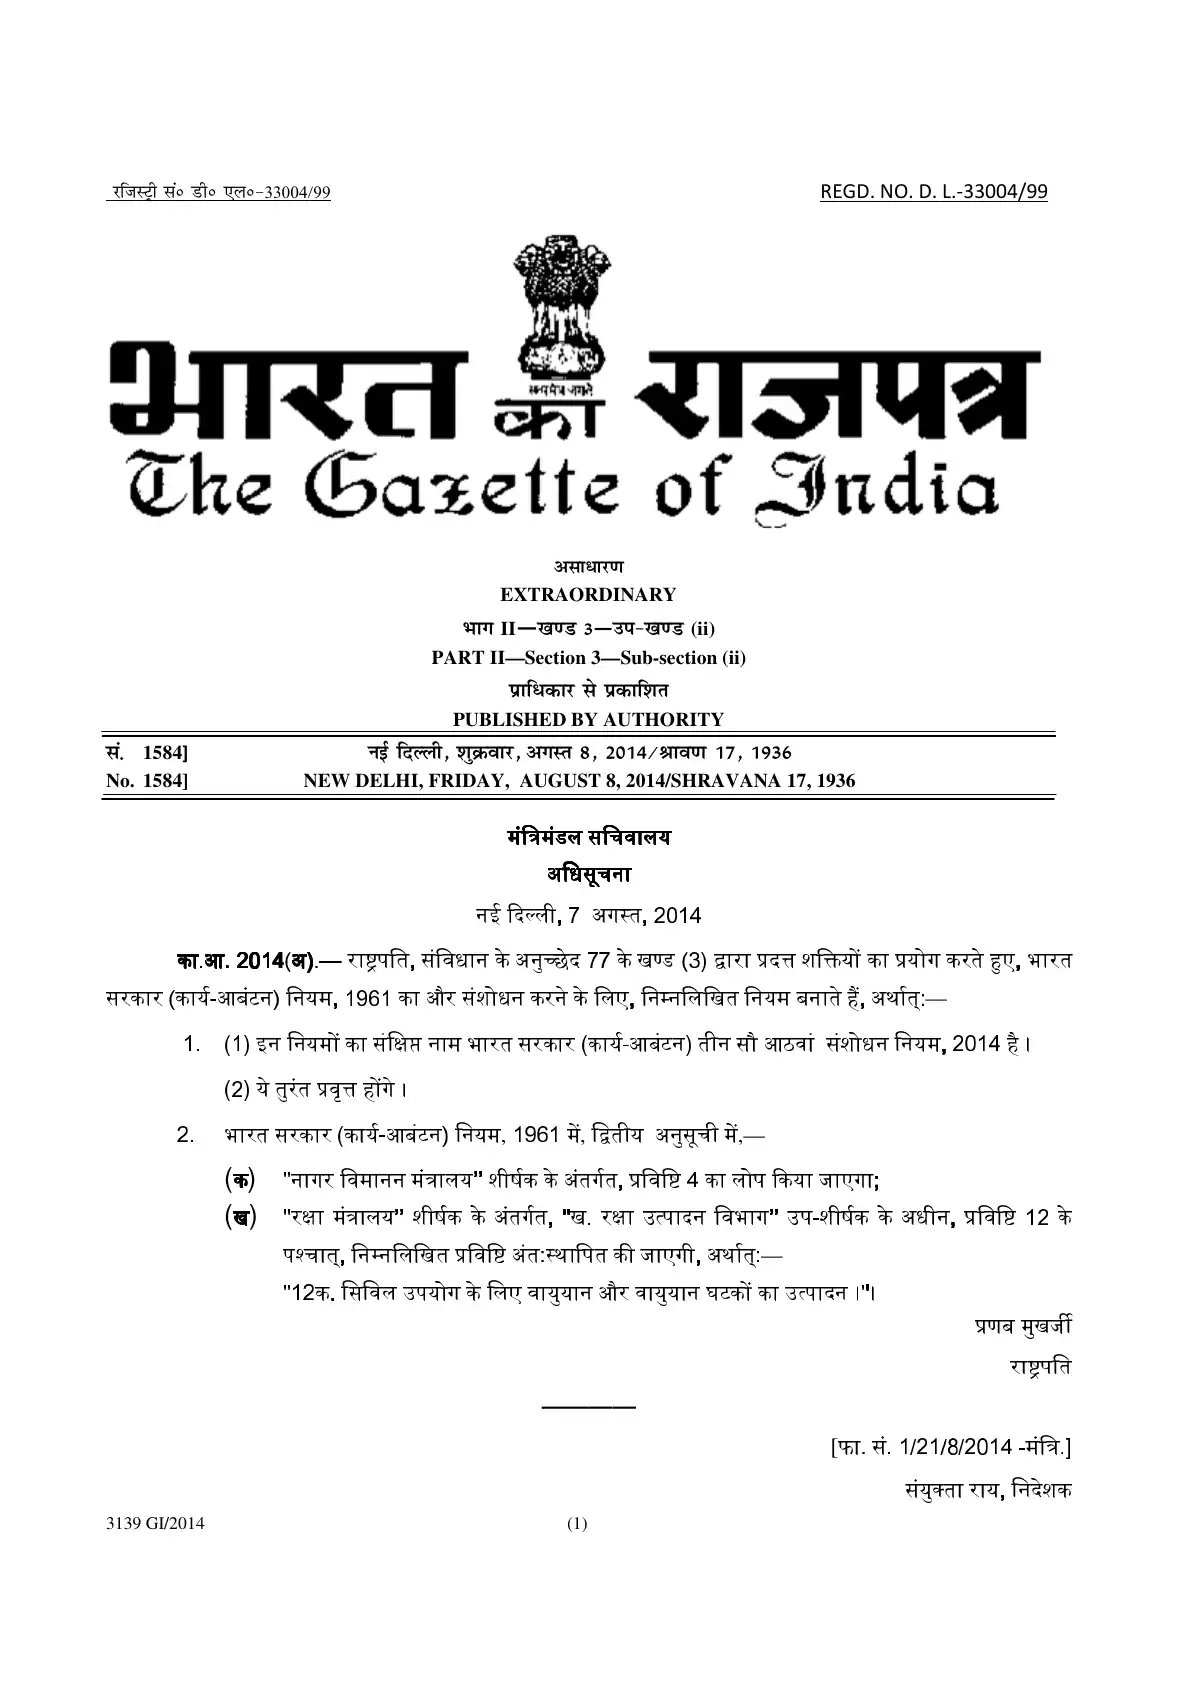 रजिस्ट्री सं० डी० एल०-33004/99
REGD. NO. D. L.-33004/99
सत्यमेव जयते
भारत का राजपत्र
The Gazette of India
असाधारण
EXTRAORDINARY
भाग II—खण्ड 3—उप-खण्ड (ii)
PART II—Section 3—Sub-section (ii)
प्राधिकार से प्रकाशित
PUBLISHED BY AUTHORITY
सं. 1584] नई दिल्ली, शुक्रवार, अगस्त 8, 2014/श्रावण 17, 1936
No. 1584] NEW DELHI, FRIDAY, AUGUST 8, 2014/SHRAVANA 17, 1936
मंत्रिमंडल सचिवालय
अधिसूचना
नई दिल्ली, 7 अगस्त, 2014
का.आ. 2014(अ).— राष्ट्रपति, संविधान के अनुच्छेद 77 के खण्ड (3) द्वारा प्रदत्त शक्तियों का प्रयोग करते हुए, भारत
सरकार (कार्य-आबंटन) नियम, 1961 का और संशोधन करने के लिए, निम्नलिखित नियम बनाते हैं, अर्थात्:—
1. (1) इन नियमों का संक्षिप्त नाम भारत सरकार (कार्य-आबंटन) तीन सौ आठवां संशोधन नियम, 2014 है ।
(2) ये तुरंत प्रवृत्त होंगे ।
2. भारत सरकार (कार्य-आबंटन) नियम, 1961 में, द्वितीय अनुसूची में,—
(क) "नागर विमानन मंत्रालय” शीर्षक के अंतर्गत, प्रविष्टि 4 का लोप किया जाएगा;
(ख) "रक्षा मंत्रालय” शीर्षक के अंतर्गत, "ख. रक्षा उत्पादन विभाग” उप-शीर्षक के अधीन, प्रविष्टि 12 के
पश्चात्, निम्नलिखित प्रविष्टि अंत:स्थापित की जाएगी, अर्थात्:—
"12क. सिविल उपयोग के लिए वायुयान और वायुयान घटकों का उत्पादन ।"।
प्रणब मुखर्जी
राष्ट्रपति
[फा. सं. 1/21/8/2014 -मंत्रि.]
संयुक्ता राय, निदेशक
3139 GI/2014 (1)